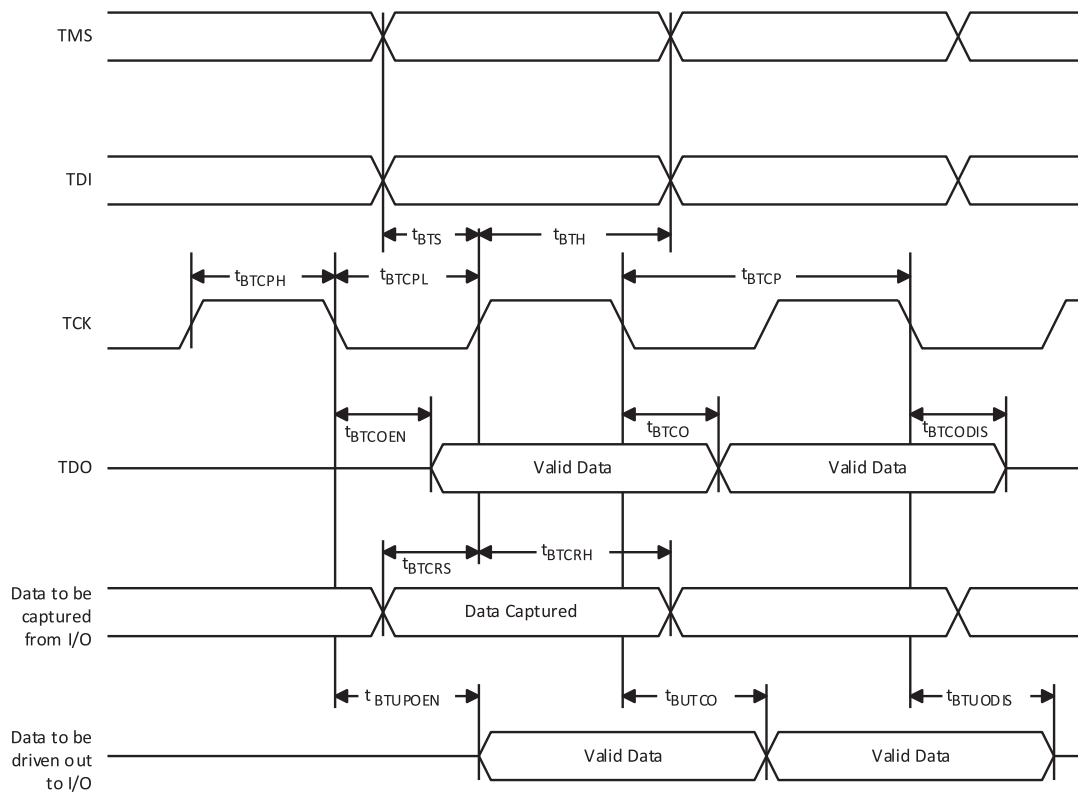 TMS
TDI
tBTS
tBTH
tBTCPH
tBTCPL
tBTCP
TCK
tBTCOEN
tBTCO
tBTCODIS
TDO
Valid Data
Valid Data
tBTCRS
tBTCRH
Data to be
captured
from I/O
Data Captured
t BTUPOEN
tBUTCO
tBTUODIS
Data to be
driven out
to I/O
Valid Data
Valid Data